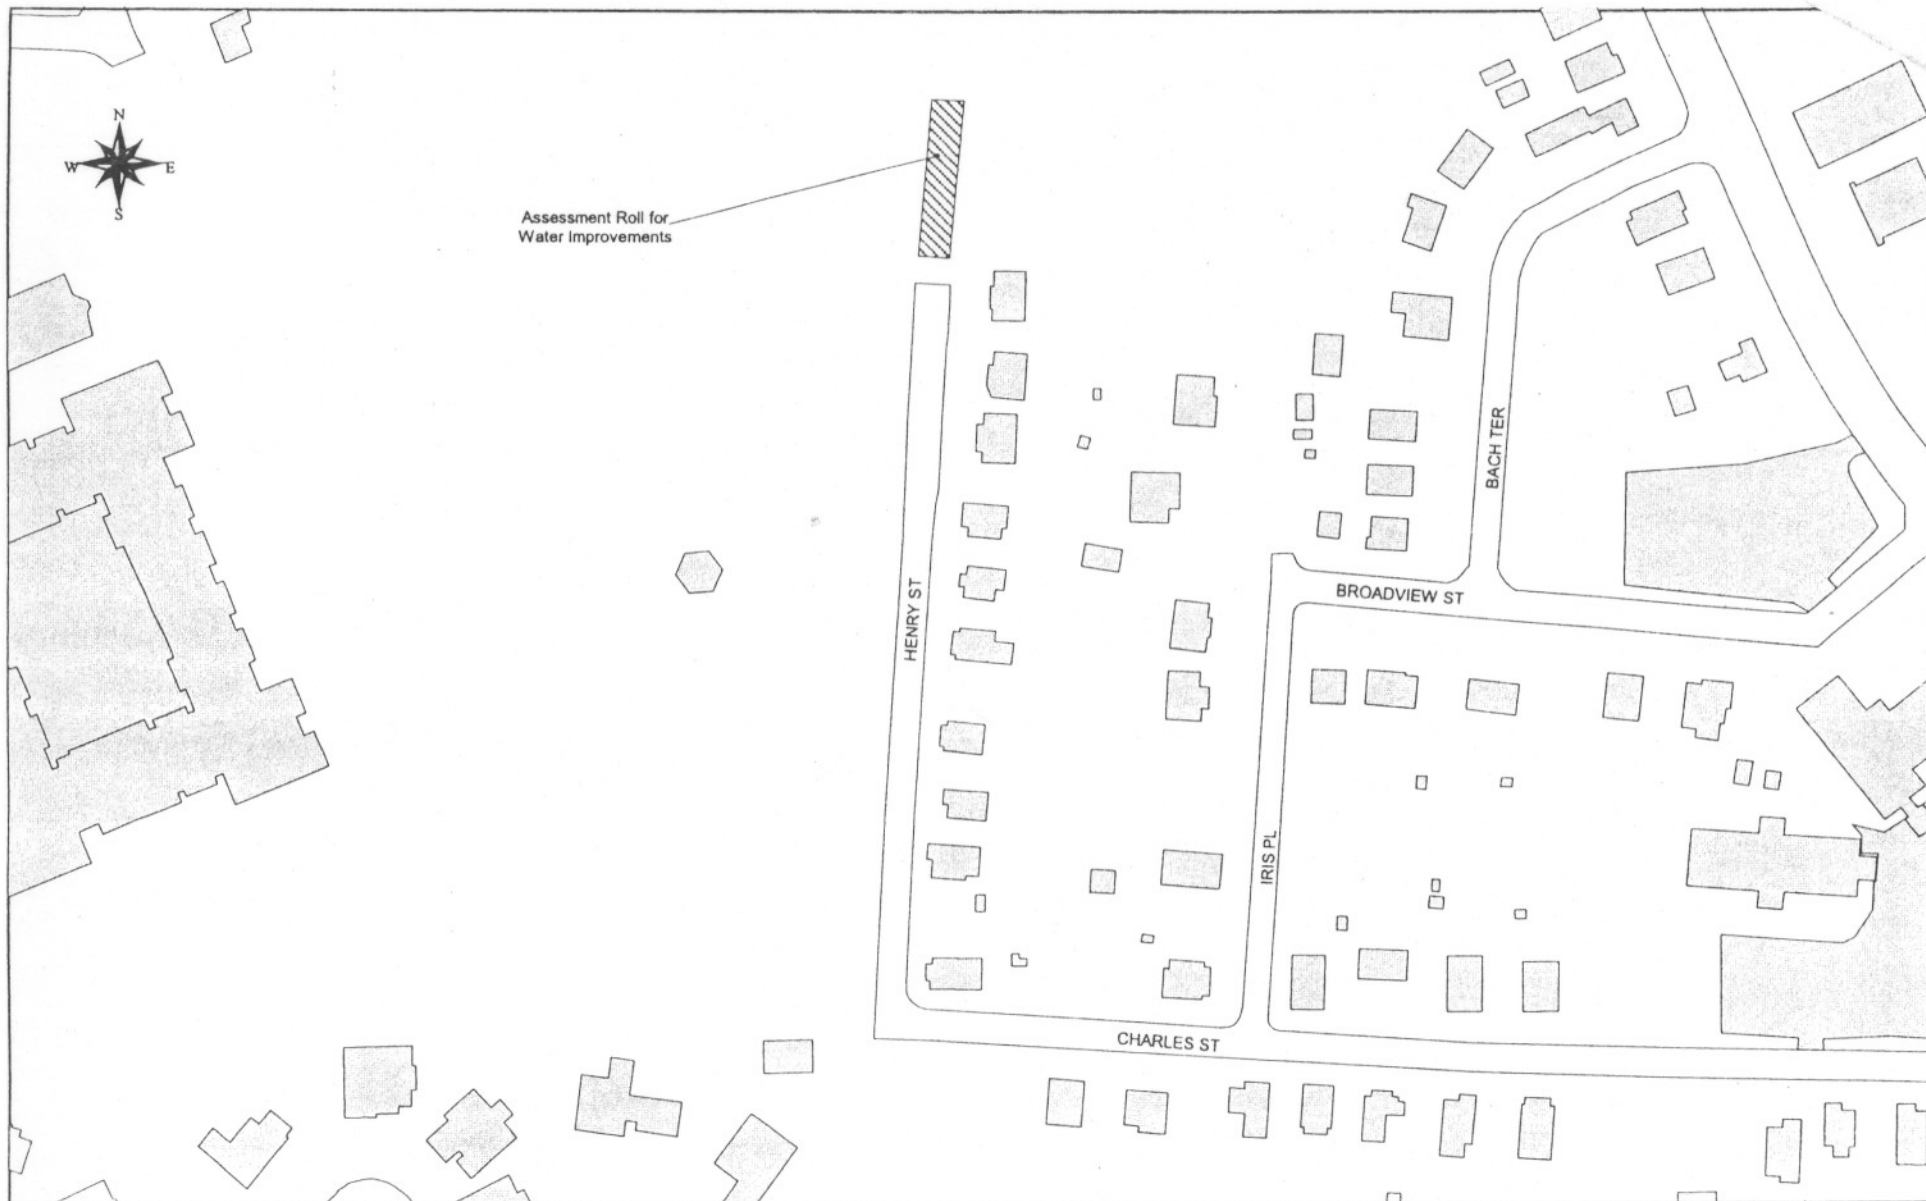 N
W E
S
Assessment Roll for
Water Improvements
HENRY ST
BACH TER
BROADVIEW ST
IRIS PL
CHARLES ST